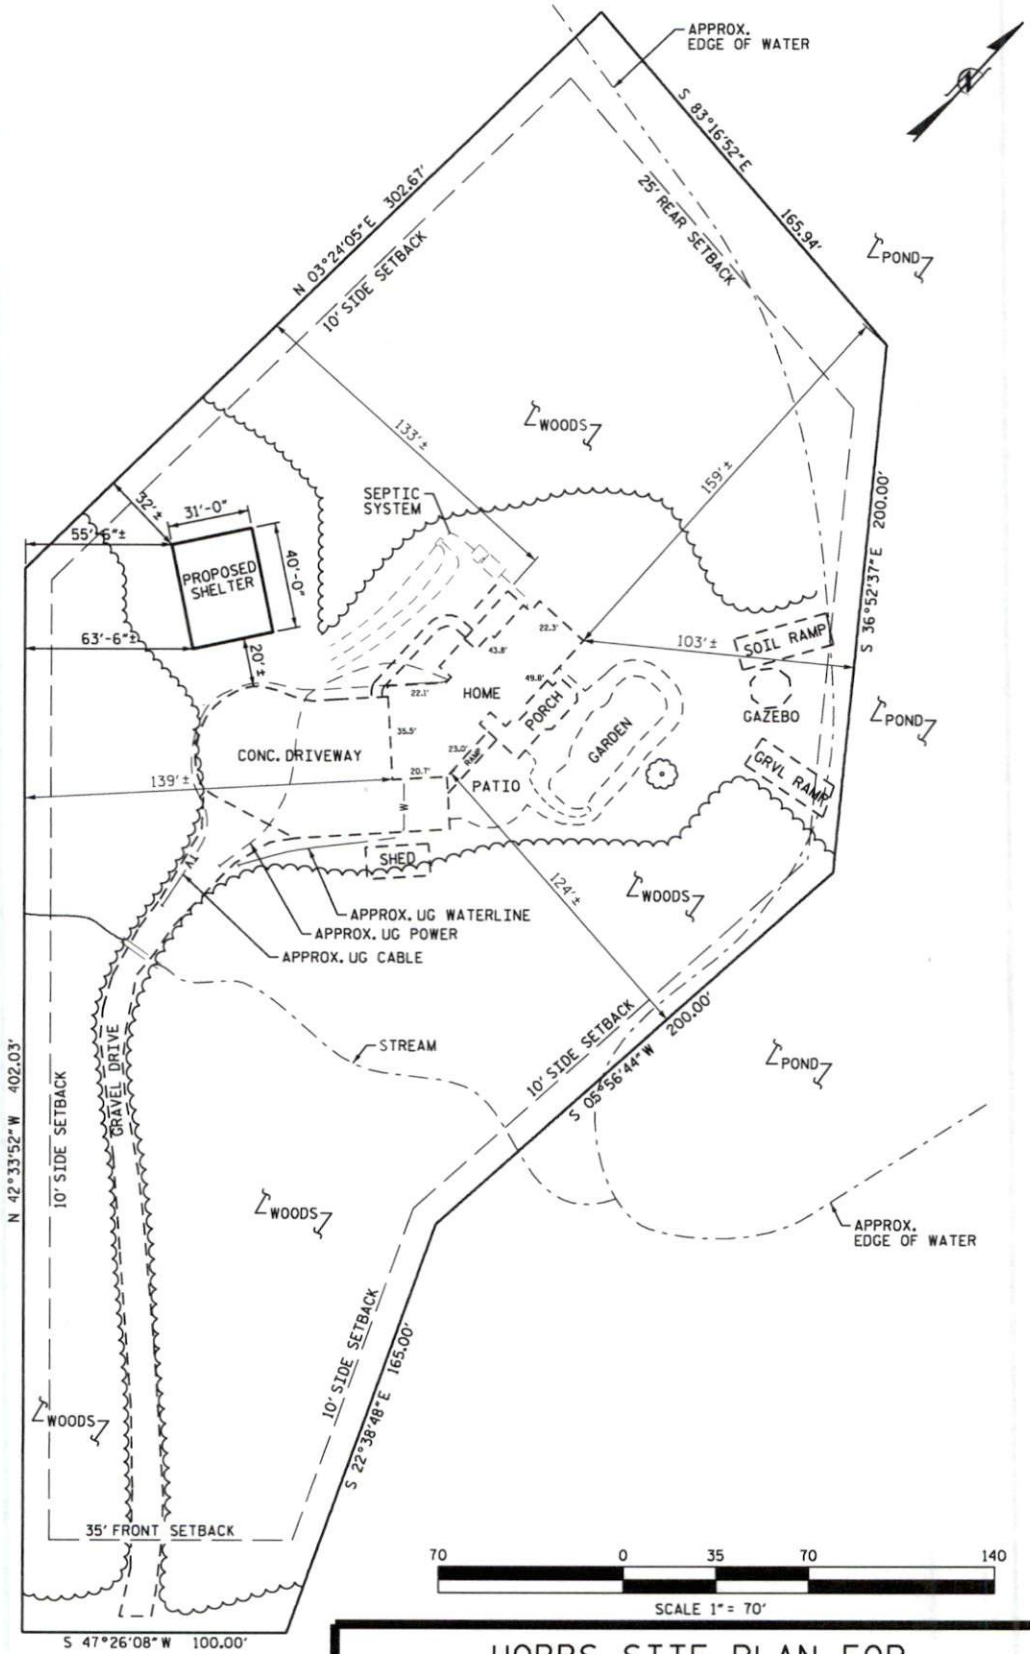 APPROX.
EDGE OF WATER
N
S 83°16'52"E 165.94'
N 03°24'05"E 302.67'
10' SIDE SETBACK
25' REAR SETBACK
POND
WOODS
133'±
159'±
SEPTIC
SYSTEM
32'±
31'-0"
55'-6"±
PROPOSED
SHELTER
40'-0"
S 36°52'37"E 200.00'
22.3'
63'-6"±
20'±
43.8'
103'±
SOIL RAMP
22.1'
HOME
49.8'
PORCH
GAZEBO
POND
GARDEN
35.5'
CONC. DRIVEWAY
23.0'
RAMP
GRVL RAMP
139'±
20.7'
PATIO
W
TV
SHED
124'±
WOODS
APPROX. UG WATERLINE
APPROX. UG POWER
APPROX. UG CABLE
STREAM
10' SIDE SETBACK
S 05°56'44"W 200.00'
POND
N 42°33'52"W 402.03'
10' SIDE SETBACK
GRAVEL DRIVE
WOODS
APPROX.
EDGE OF WATER
10' SIDE SETBACK
S 22°38'48"E 165.00'
WOODS
35' FRONT SETBACK
70 0 35 70 140
SCALE 1"= 70'
S 47°26'08"W 100.00'
HOBBS SITE PLAN FOR